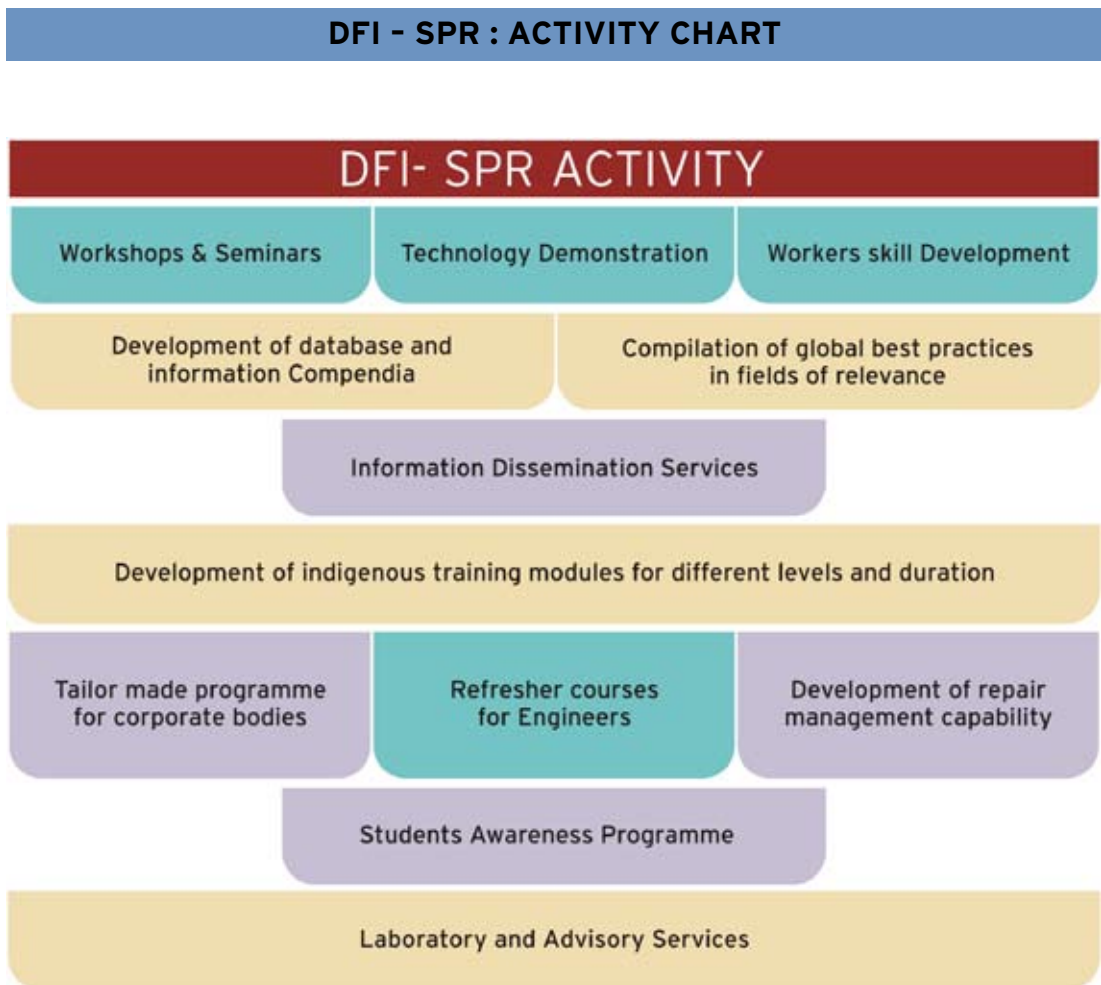 DFI – SPR : ACTIVITY CHART
DFI- SPR ACTIVITY
Workshops & Seminars
Technology Demonstration
Workers skill Development
Development of database and
information Compendia
Compilation of global best practices
in fields of relevance
Information Dissemination Services
Development of indigenous training modules for different levels and duration
Tailor made programme
for corporate bodies
Refresher courses
for Engineers
Development of repair
management capability
Students Awareness Programme
Laboratory and Advisory Services